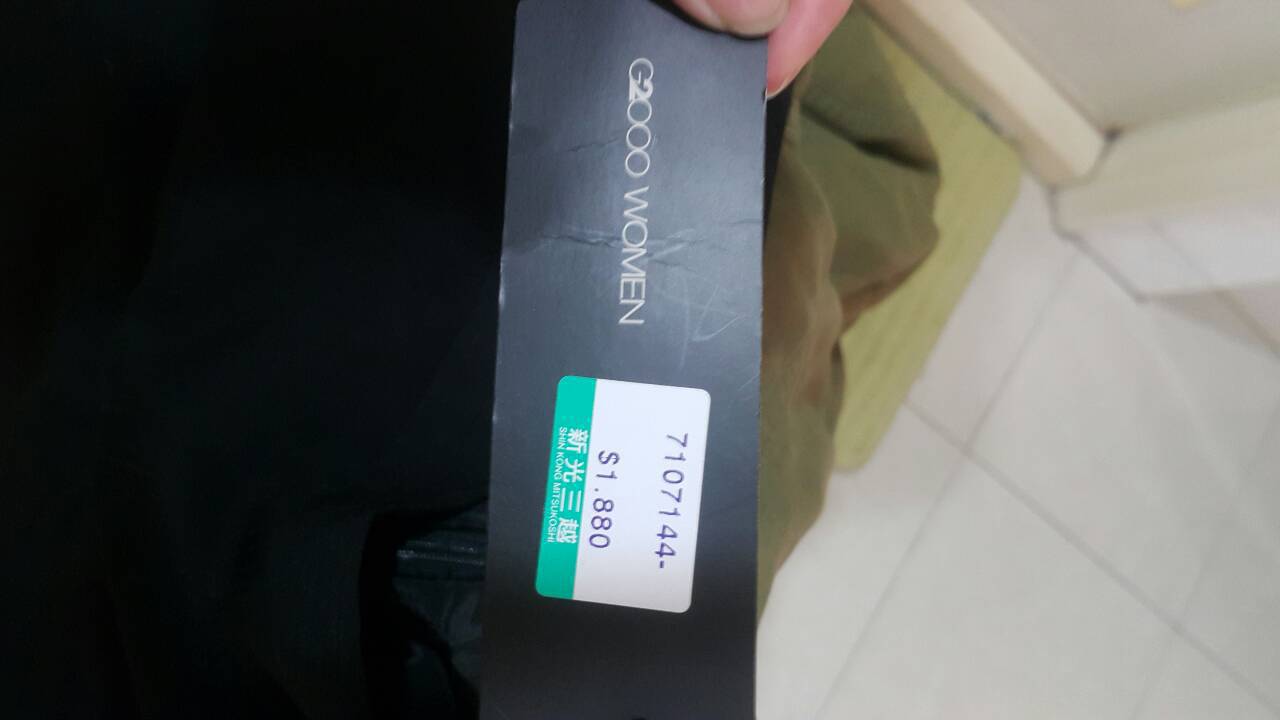 G2000 WOMEN
7107144-
$1.880
新光三越
SHIN KONG MITSUKOSHI